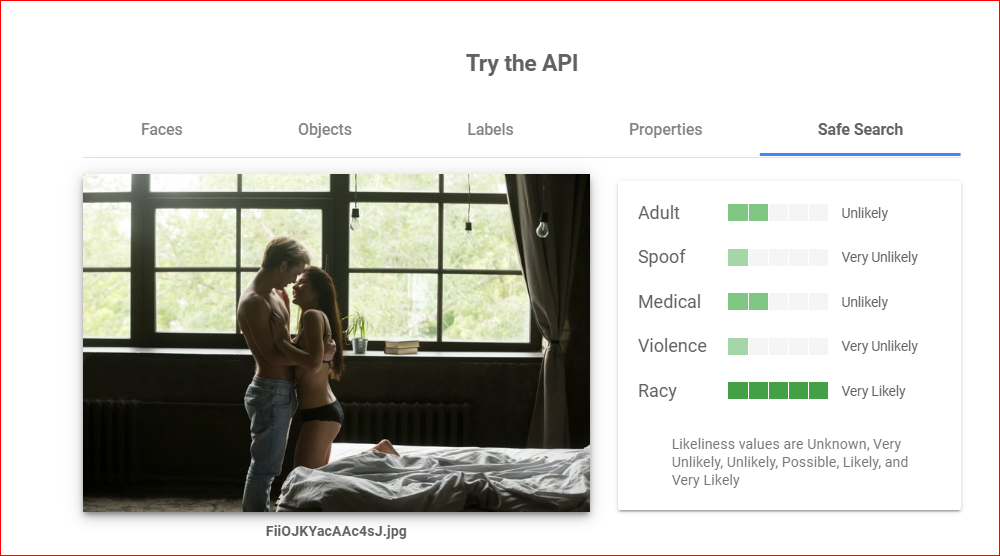 Try the API
Faces Objects Labels Properties Safe Search
Adult Unlikely
Spoof Very Unlikely
Medical Unlikely
Violence Very Unlikely
Racy Very Likely
Likeliness values are Unknown, Very
Unlikely, Unlikely, Possible, Likely, and
Very Likely
FiiOJKYacAAc4sJ.jpg